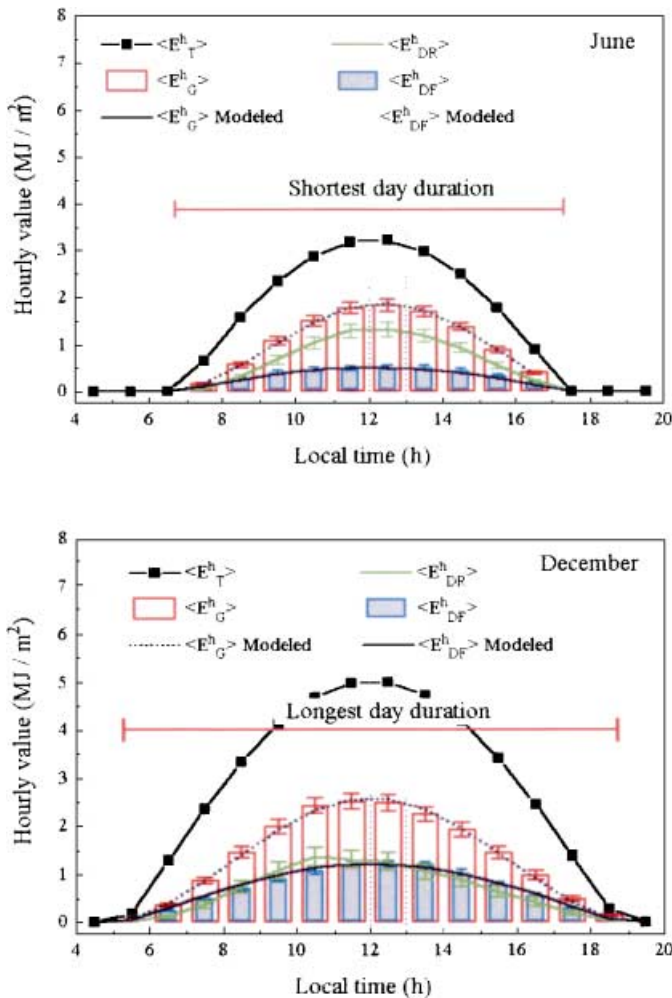 June
<E^h_T> <E^h_DR>
<E^h_G> <E^h_DF>
<E^h_G> Modeled <E^h_DF> Modeled
Shortest day duration
Hourly value (MJ / m²)
8
7
6
5
4
3
2
1
0
4 6 8 10 12 14 16 18 20
Local time (h)
December
<E^h_T> <E^h_DR>
<E^h_G> <E^h_DF>
<E^h_G> Modeled <E^h_DF> Modeled
Longest day duration
Hourly value (MJ / m²)
8
7
6
5
4
3
2
1
0
4 6 8 10 12 14 16 18 20
Local time (h)